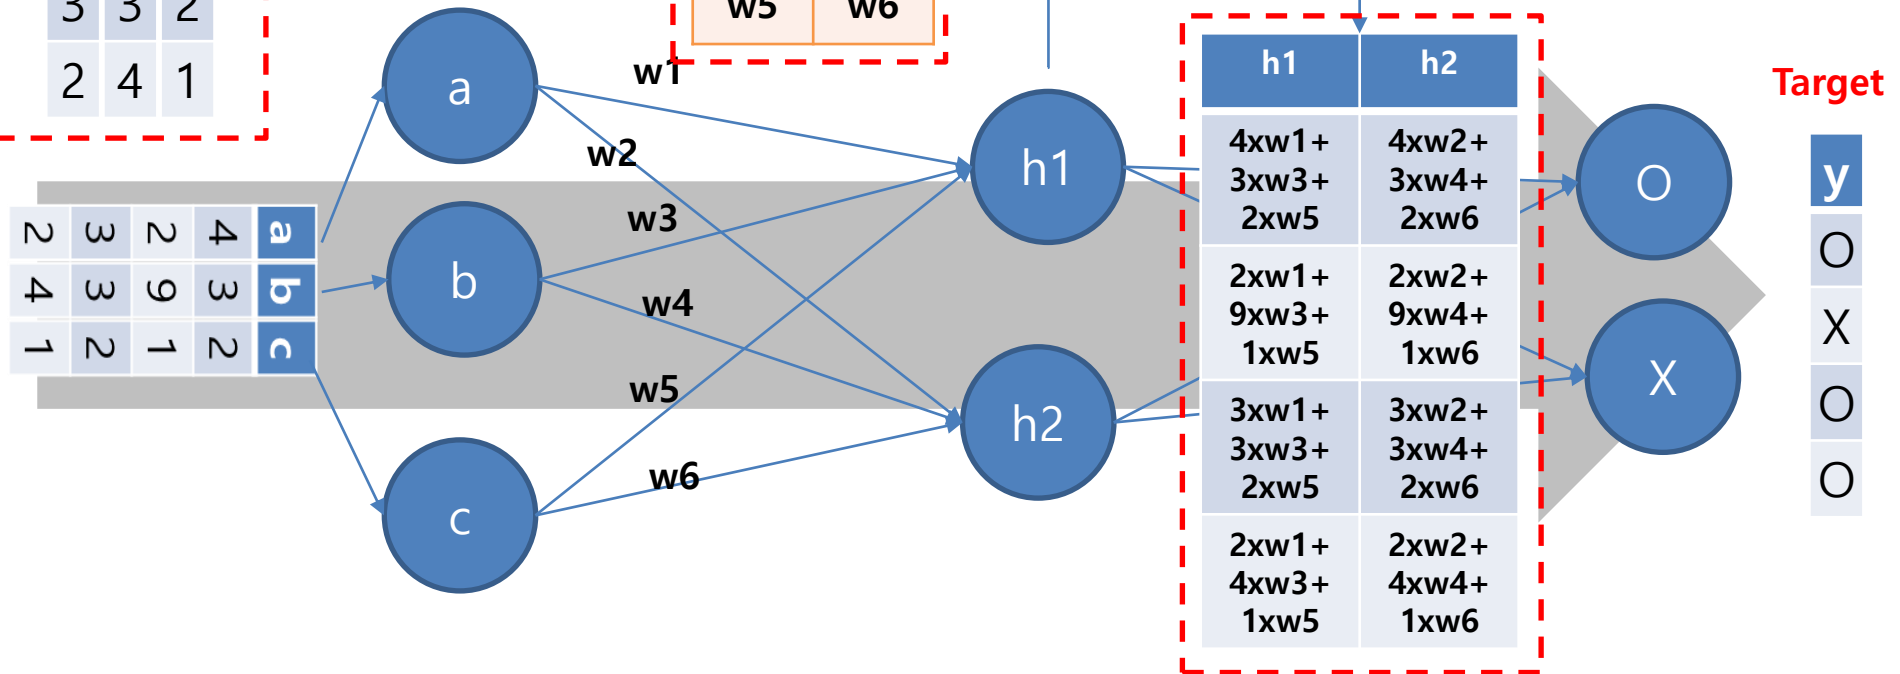 3 3 2
2 4 1
w5 w6
a
b
c
w1
w2
w3
w4
w5
w6
a 4 2 3 2
b 3 9 3 4
c 2 1 2 1
h1
h2
h1 h2
4xw1+ 4xw2+
3xw3+ 3xw4+
2xw5 2xw6
2xw1+ 2xw2+
9xw3+ 9xw4+
1xw5 1xw6
3xw1+ 3xw2+
3xw3+ 3xw4+
2xw5 2xw6
2xw1+ 2xw2+
4xw3+ 4xw4+
1xw5 1xw6
O
X
Target
y
O
X
O
O